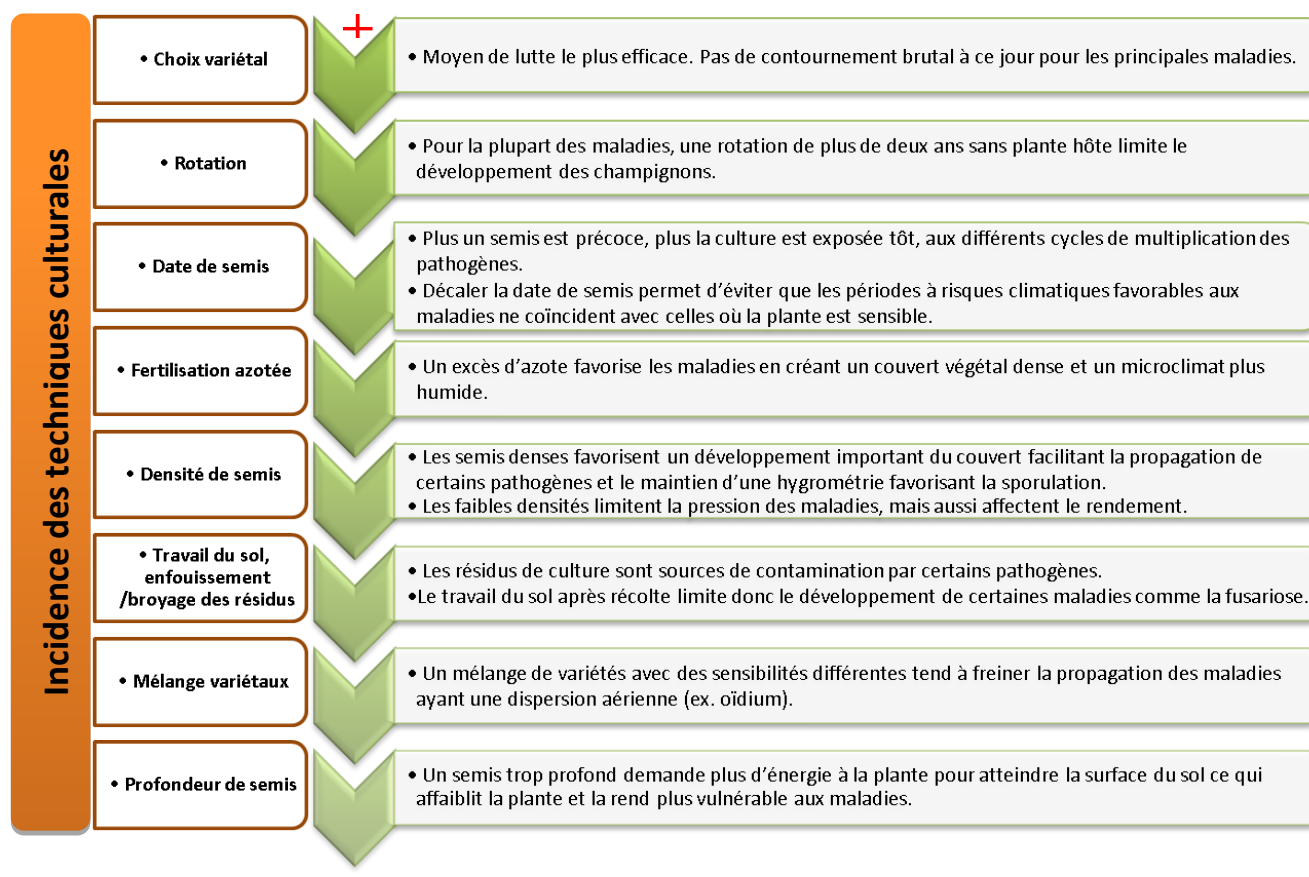 Incidence des techniques culturales
+
• Choix variétal
• Moyen de lutte le plus efficace. Pas de contournement brutal à ce jour pour les principales maladies.
• Rotation
• Pour la plupart des maladies, une rotation de plus de deux ans sans plante hôte limite le
développement des champignons.
• Date de semis
• Plus un semis est précoce, plus la culture est exposée tôt, aux différents cycles de multiplication des
pathogènes.
• Décaler la date de semis permet d’éviter que les périodes à risques climatiques favorables aux
maladies ne coïncident avec celles où la plante est sensible.
• Fertilisation azotée
• Un excès d’azote favorise les maladies en créant un couvert végétal dense et un microclimat plus
humide.
• Densité de semis
• Les semis denses favorisent un développement important du couvert facilitant la propagation de
certains pathogènes et le maintien d’une hygrométrie favorisant la sporulation.
• Les faibles densités limitent la pression des maladies, mais aussi affectent le rendement.
• Travail du sol,
enfouissement
/broyage des résidus
• Les résidus de culture sont sources de contamination par certains pathogènes.
•Le travail du sol après récolte limite donc le développement de certaines maladies comme la fusariose.
• Mélange variétaux
• Un mélange de variétés avec des sensibilités différentes tend à freiner la propagation des maladies
ayant une dispersion aérienne (ex. oïdium).
• Profondeur de semis
• Un semis trop profond demande plus d’énergie à la plante pour atteindre la surface du sol ce qui
affaiblit la plante et la rend plus vulnérable aux maladies.